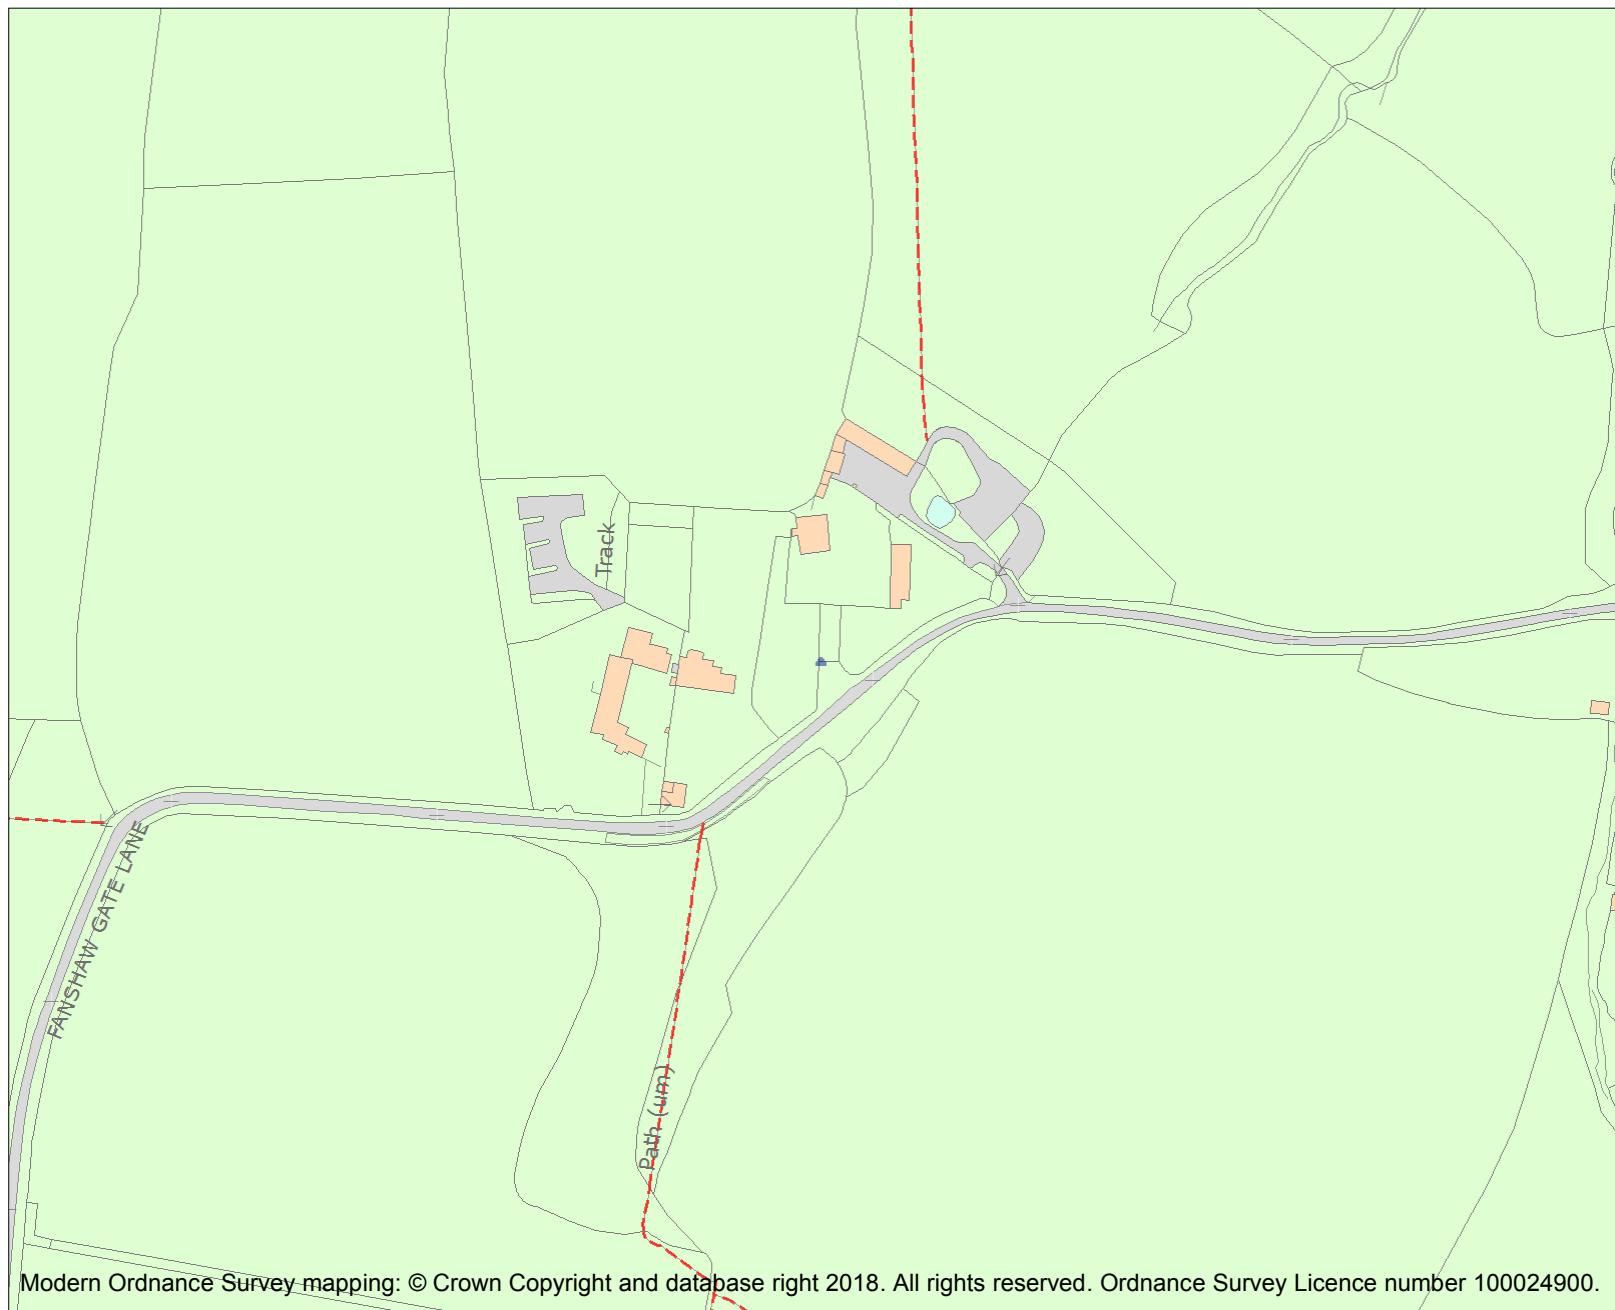 Track
FANSHAW GATE LANE
Path (um)
Modern Ordnance Survey mapping: © Crown Copyright and database right 2018. All rights reserved. Ordnance Survey Licence number 100024900.